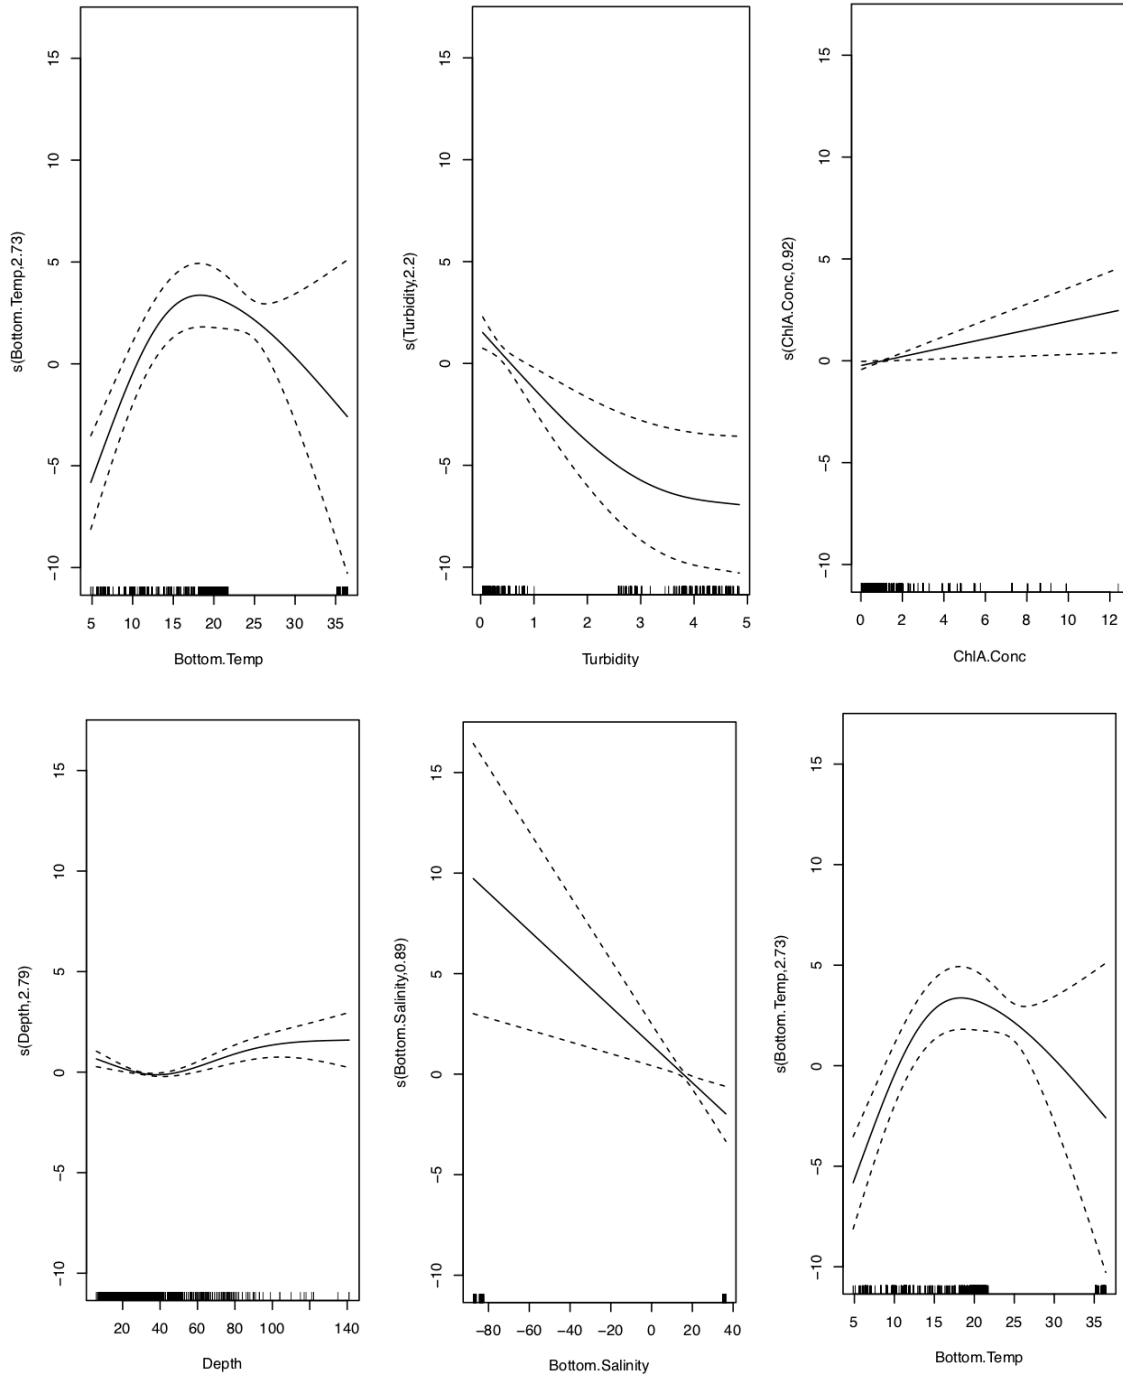 s(Bottom.Temp,2.73)
15
10
5
0
−5
−10
5 10 15 20 25 30 35
Bottom.Temp
s(Turbidity,2.2)
15
10
5
0
−5
−10
0 1 2 3 4 5
Turbidity
s(ChlA.Conc,0.92)
15
10
5
0
−5
−10
0 2 4 6 8 10 12
ChlA.Conc
s(Depth,2.79)
15
10
5
0
−5
−10
20 40 60 80 100 140
Depth
s(Bottom.Salinity,0.89)
15
10
5
0
−5
−10
−80 −60 −40 −20 0 20 40
Bottom.Salinity
s(Bottom.Temp,2.73)
15
10
5
0
−5
−10
5 10 15 20 25 30 35
Bottom.Temp